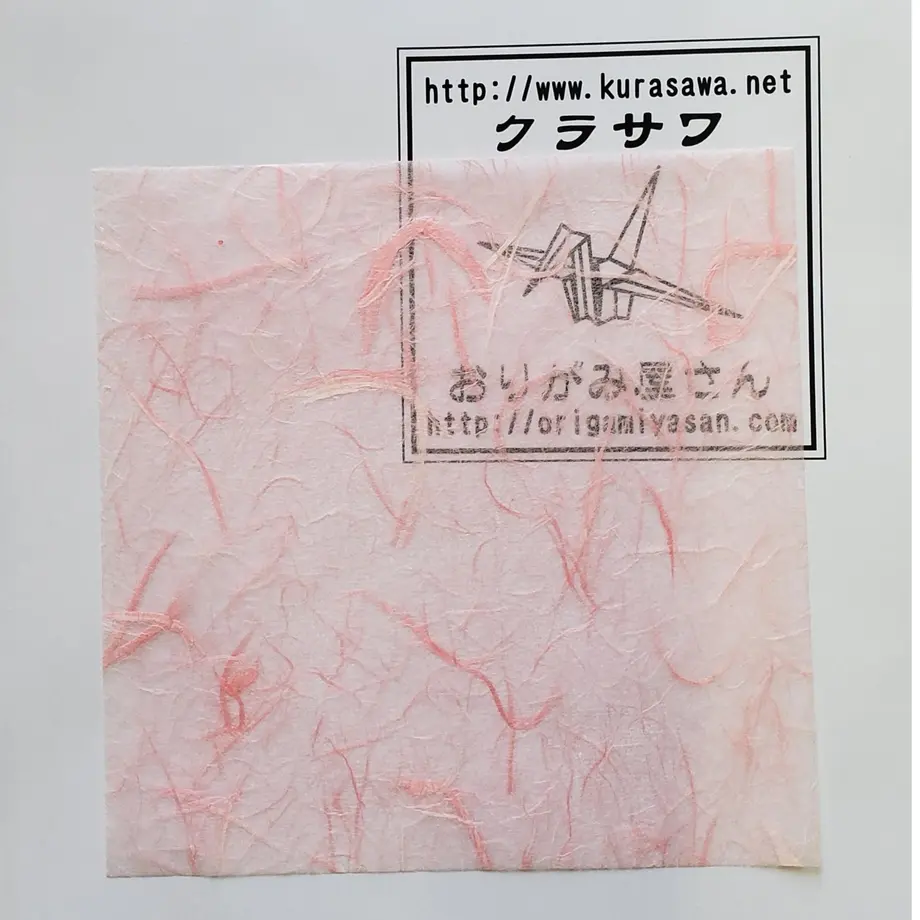 http://www.kurasawa.net
クラサワ
おりがみ屋さん
http://origamiyasan.com